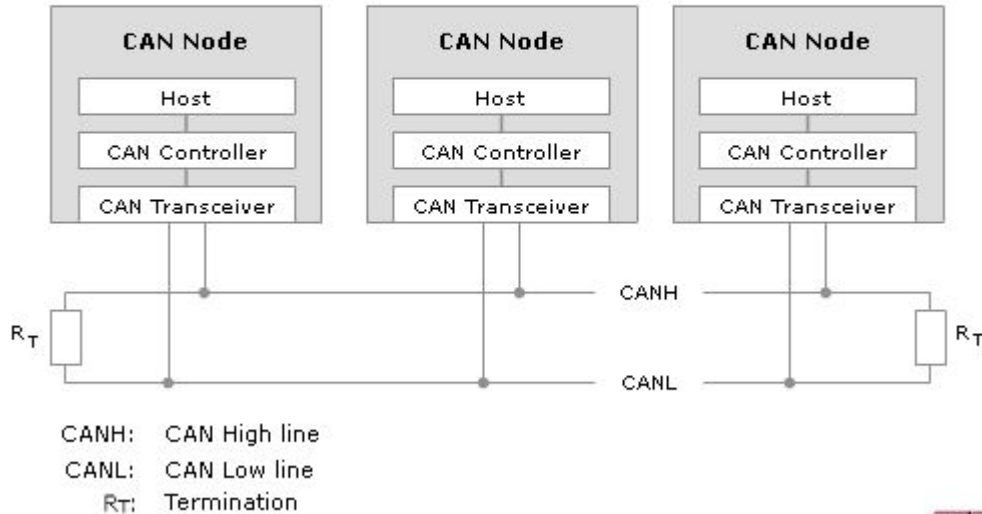 CAN Node
Host
CAN Controller
CAN Transceiver
CAN Node
Host
CAN Controller
CAN Transceiver
CAN Node
Host
CAN Controller
CAN Transceiver
CANH
RT
RT
CANL
CANH: CAN High line
CANL: CAN Low line
RT: Termination